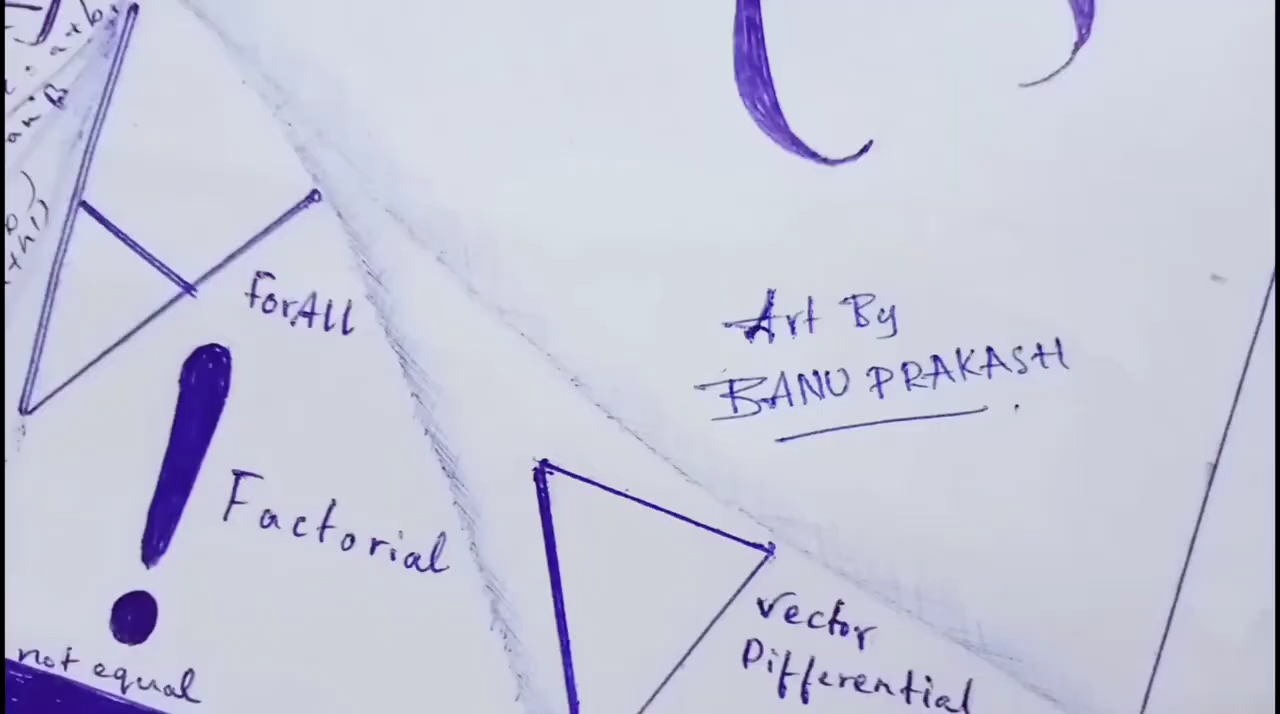 ForAll
Art By
BANU PRAKASH
Factorial
vector
Differential
not equal